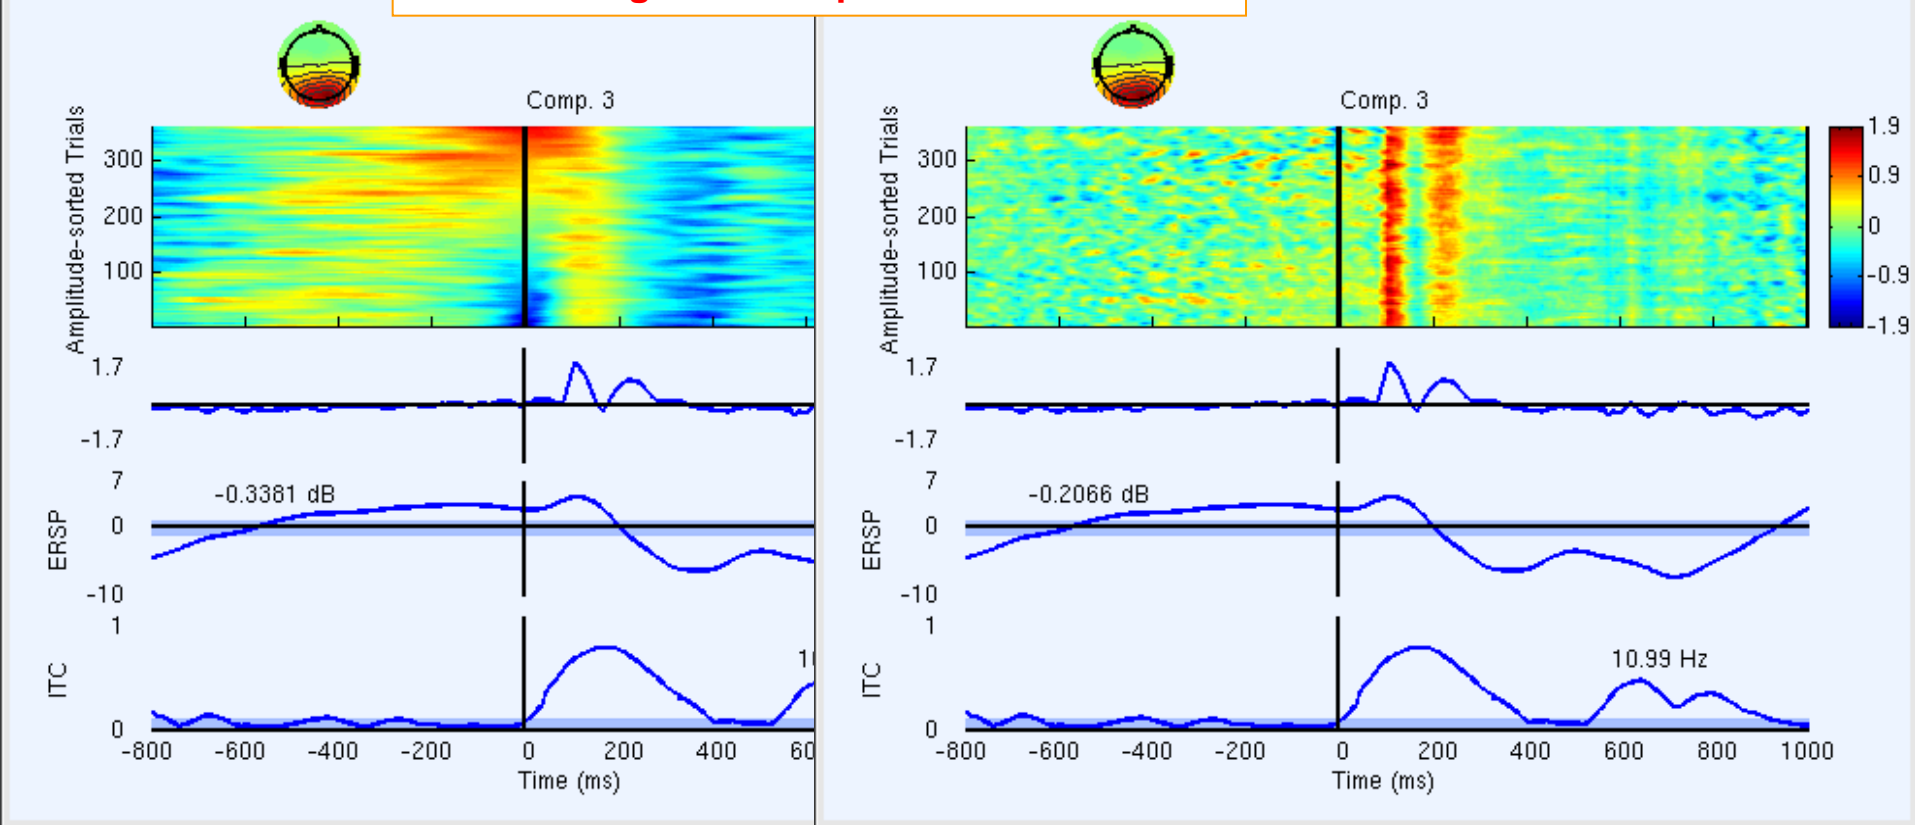 Comp. 3
Amplitude-sorted Trials
300
200
100
1.7
-1.7
ERSP
7
0
-10
-0.3381 dB
ITC
1
0
-800 -600 -400 -200 0 200 400
Time (ms)
Comp. 3
Amplitude-sorted Trials
300
200
100
1.9
0.9
0
-0.9
-1.9
1.7
-1.7
ERSP
7
0
-10
-0.2066 dB
ITC
1
0
10.99 Hz
-800 -600 -400 -200 0 200 400 600 800 1000
Time (ms)